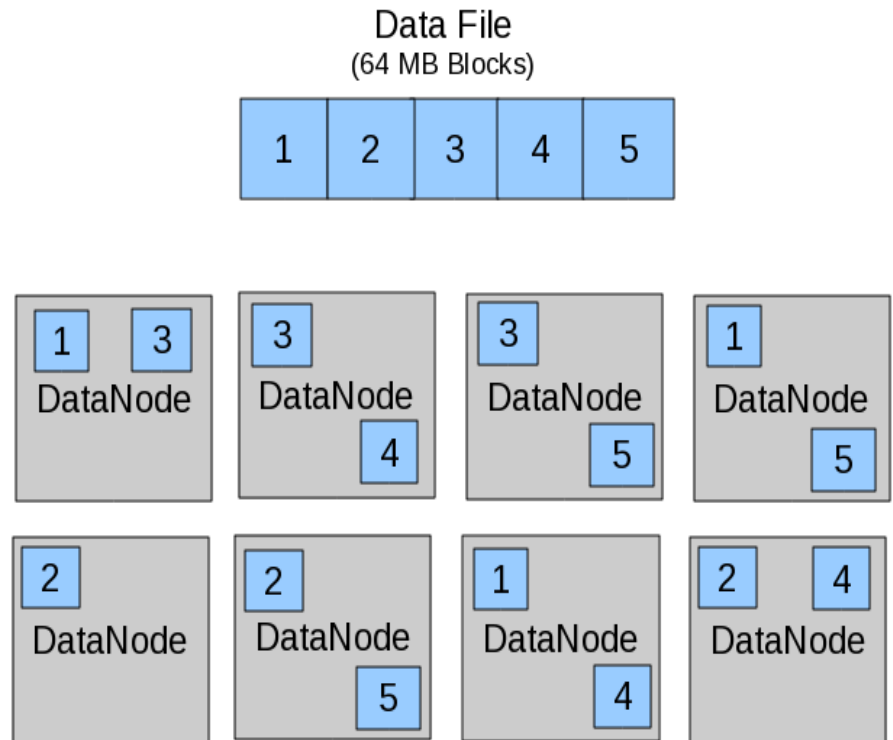 Data File
(64 MB Blocks)
1 2 3 4 5
1 3
DataNode
3
DataNode
4
3
DataNode
5
1
DataNode
5
2
DataNode
2
DataNode
5
1
DataNode
4
2 4
DataNode